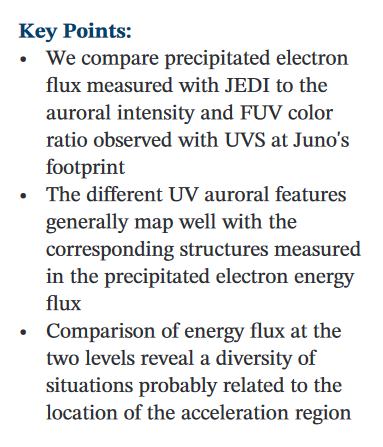 Key Points:
• We compare precipitated electron
flux measured with JEDI to the
auroral intensity and FUV color
ratio observed with UVS at Juno's
footprint
• The different UV auroral features
generally map well with the
corresponding structures measured
in the precipitated electron energy
flux
• Comparison of energy flux at the
two levels reveal a diversity of
situations probably related to the
location of the acceleration region